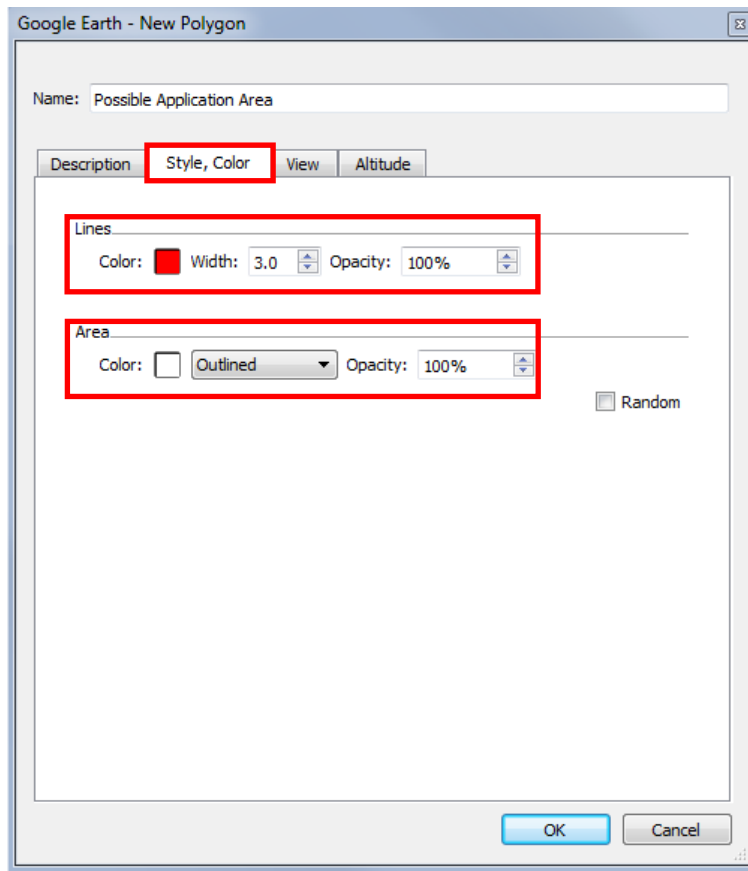 Google Earth - New Polygon
Name: Possible Application Area
Description Style, Color View Altitude
Lines
Color: Width: 3.0 Opacity: 100%
Area
Color: Outlined Opacity: 100%
Random
OK Cancel